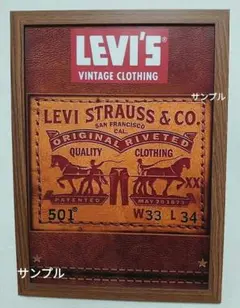 LEVI'S
VINTAGE CLOTHING
サンプル
LEVI STRAUSS & CO.
SAN FRANCISCO
CAL.
ORIGINAL RIVETED
QUALITY CLOTHING
XX
PATENTED MAY 20 1873
501® W33 L34
サンプル